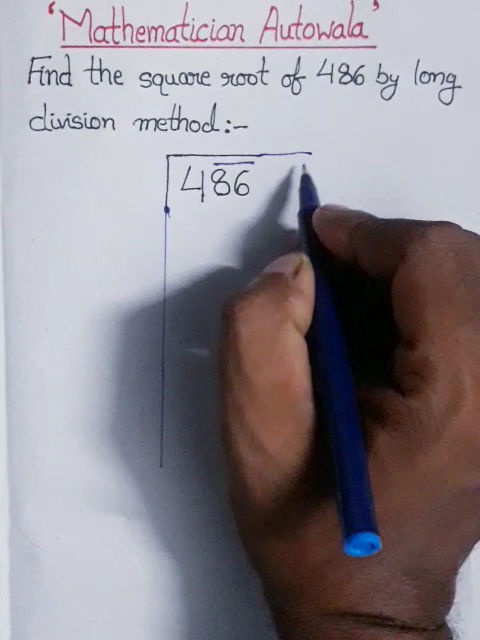 'Mathematician Autowala'
Find the square root of 486 by long
division method:-
486